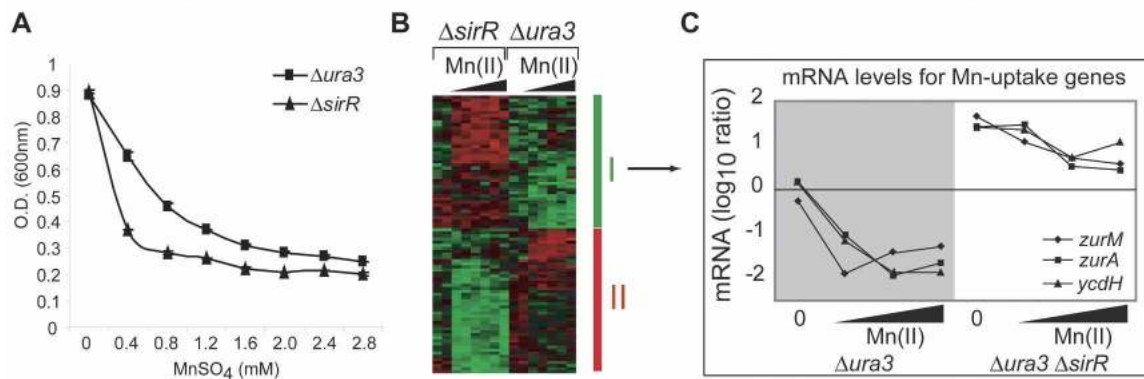 A
1
0.9
0.8
0.7
0.6
0.5
0.4
0.3
0.2
0.1
0
O.D. (600nm)
Δura3
ΔsirR
0 0.4 0.8 1.2 1.6 2.0 2.4 2.8
MnSO4 (mM)
B
ΔsirR Δura3
Mn(II) Mn(II)
I
II
C
mRNA levels for Mn-uptake genes
mRNA (log10 ratio)
2
1
0
-1
-2
zurM
zurA
ycdH
0 Mn(II) 0 Mn(II)
Δura3 Δura3 ΔsirR